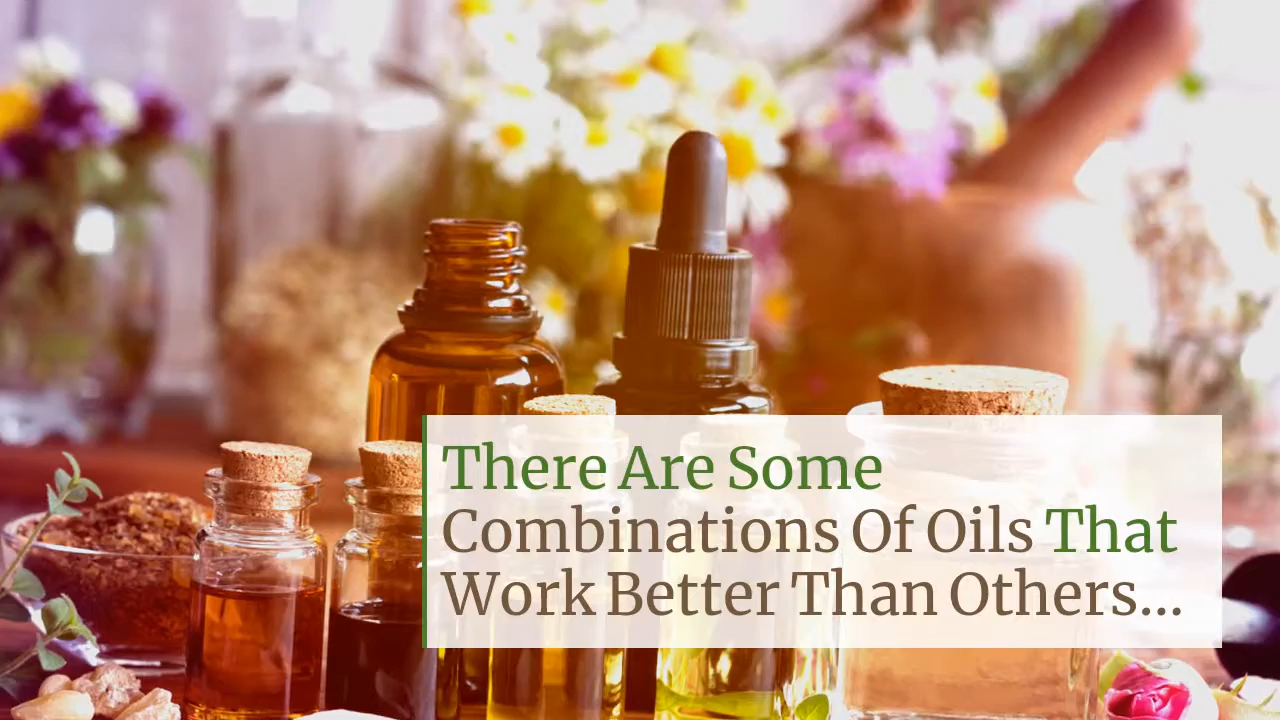 There Are Some
Combinations Of Oils That
Work Better Than Others...